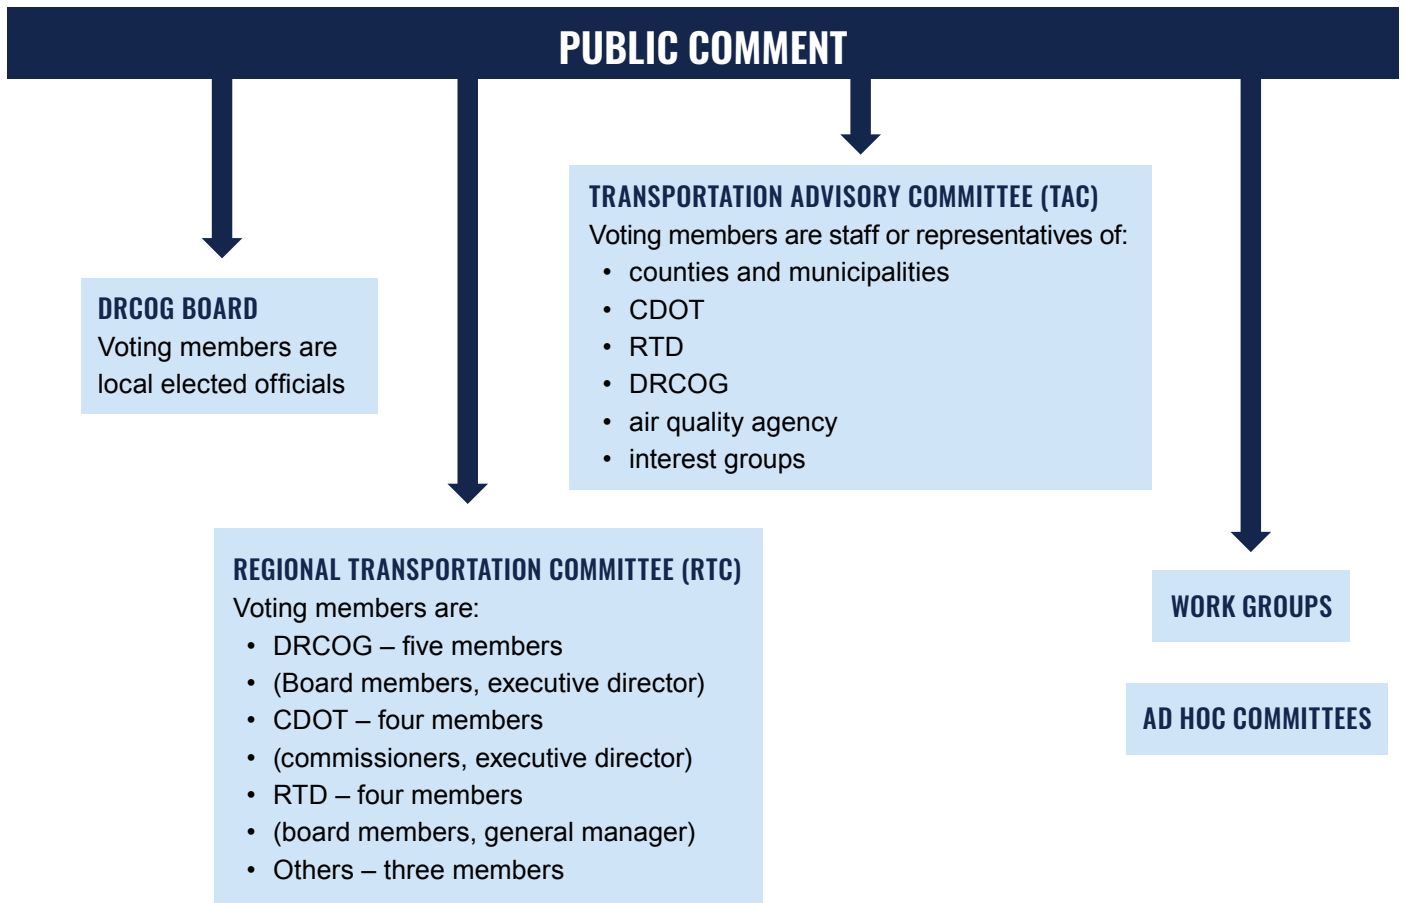 PUBLIC COMMENT
DRCOG BOARD
Voting members are
local elected officials
TRANSPORTATION ADVISORY COMMITTEE (TAC)
Voting members are staff or representatives of:
• counties and municipalities
• CDOT
• RTD
• DRCOG
• air quality agency
• interest groups
REGIONAL TRANSPORTATION COMMITTEE (RTC)
Voting members are:
• DRCOG – five members
• (Board members, executive director)
• CDOT – four members
• (commissioners, executive director)
• RTD – four members
• (board members, general manager)
• Others – three members
WORK GROUPS
AD HOC COMMITTEES